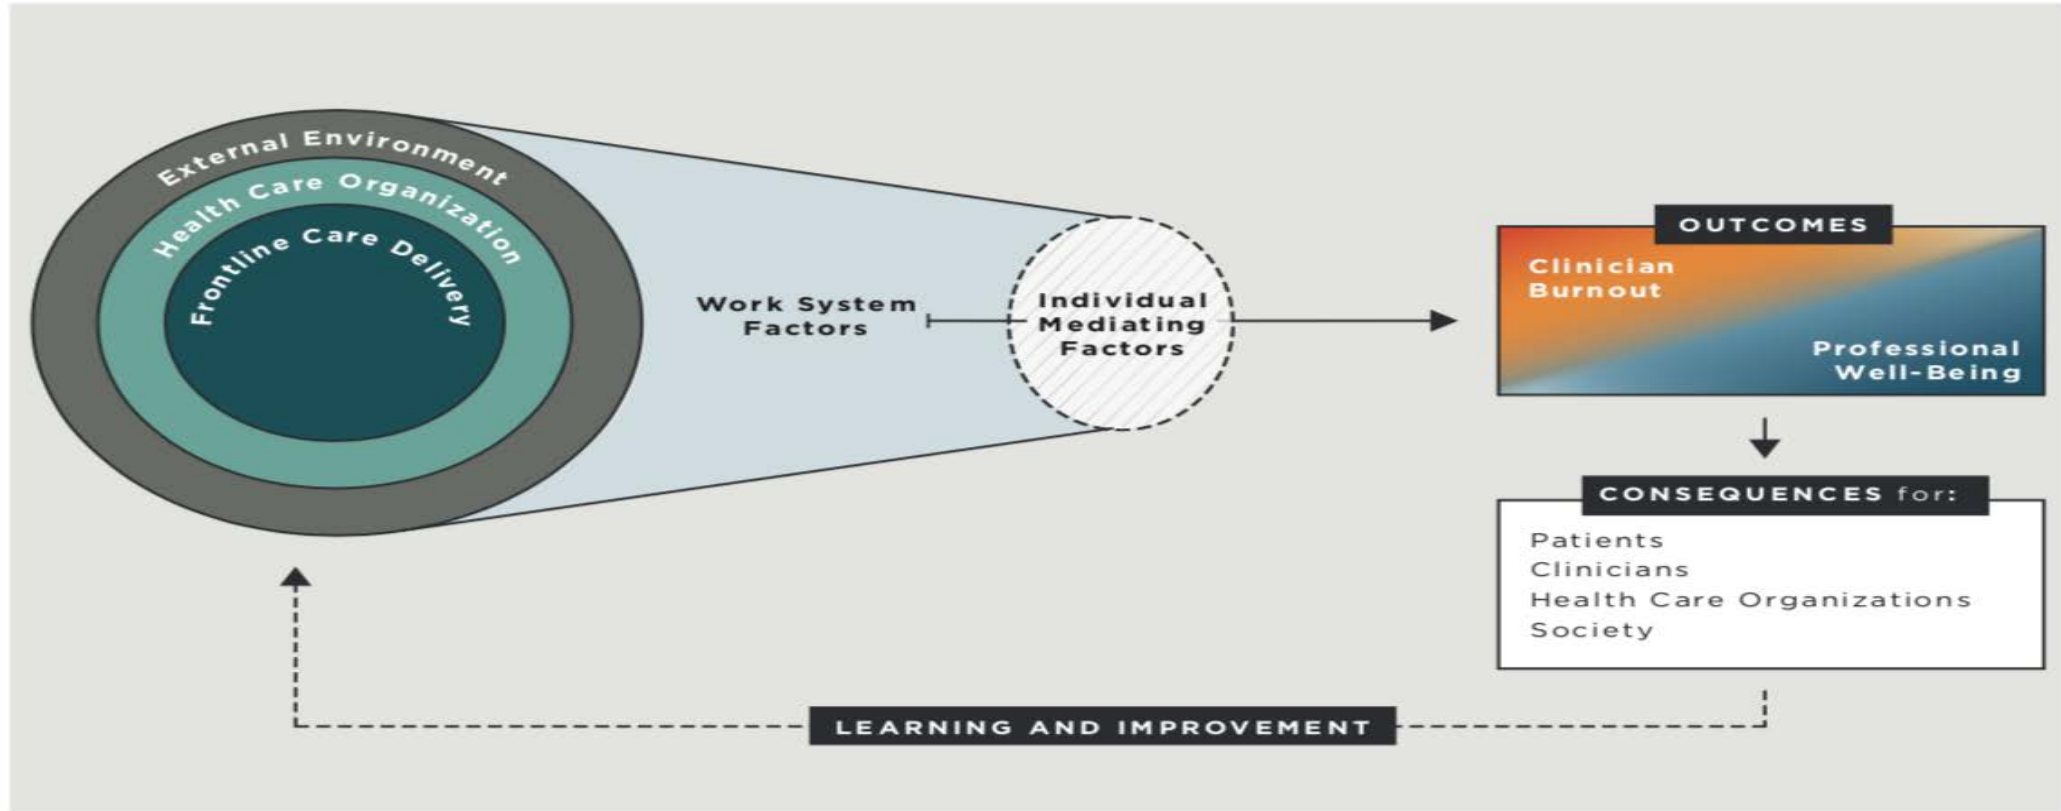 External Environment
Health Care Organization
Frontline Care Delivery
Work System
Factors
Individual
Mediating
Factors
OUTCOMES
Clinician
Burnout
Professional
Well-Being
CONSEQUENCES for:
Patients
Clinicians
Health Care Organizations
Society
LEARNING AND IMPROVEMENT